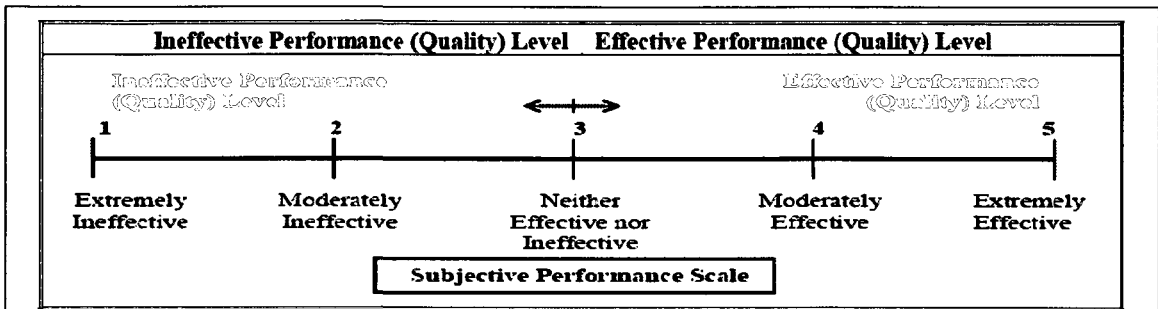 Ineffective Performance (Quality) Level Effective Performance (Quality) Level
Ineffective Performance
(Quality) Level
Effective Performance
(Quality) Level
1 2 3 4 5
Extremely Ineffective
Moderately Ineffective
Neither Effective nor Ineffective
Moderately Effective
Extremely Effective
Subjective Performance Scale